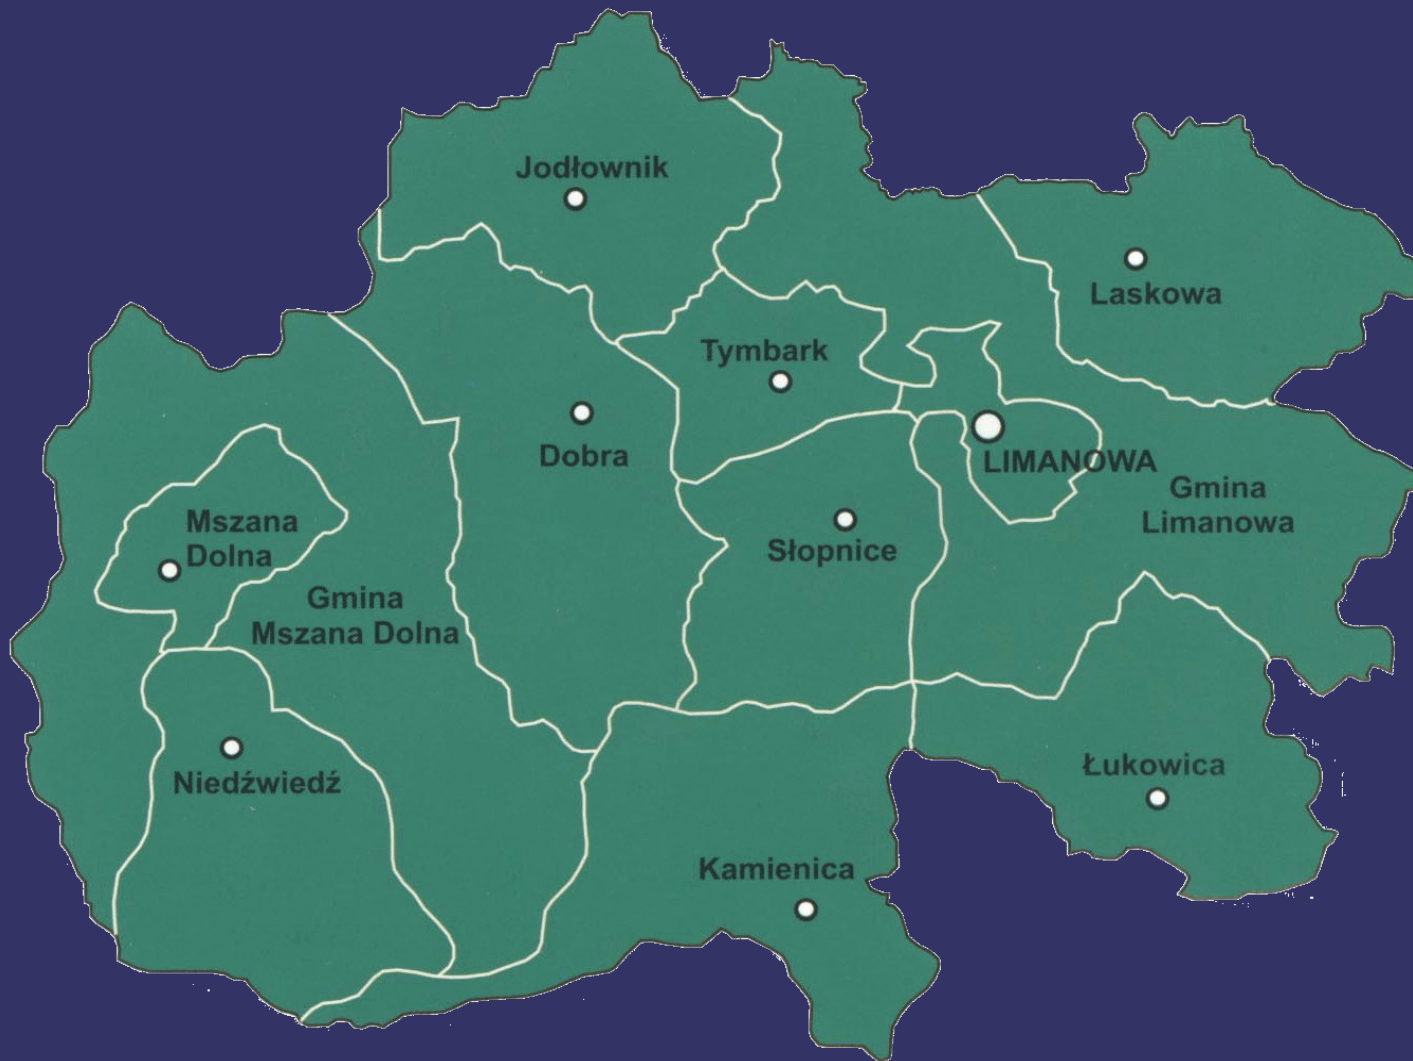 Jodłownik
Laskowa
Tymbark
Dobra
LIMANOWA
Gmina
Limanowa
Mszana
Dolna
Słopnice
Gmina
Mszana Dolna
Niedźwiedź
Łukowica
Kamienica